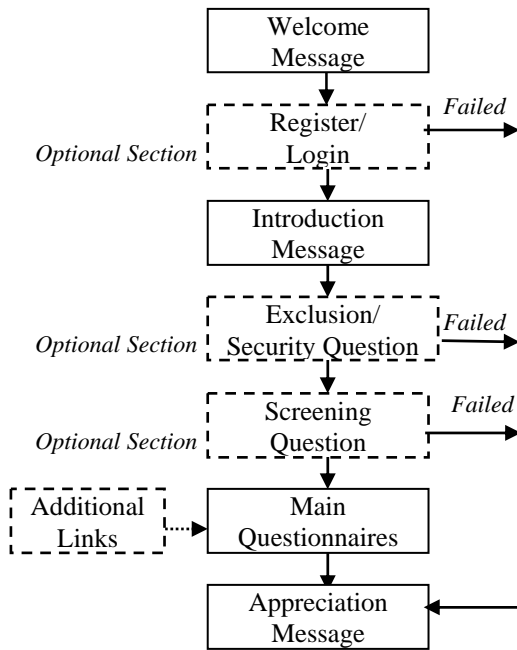 Welcome
Message
Failed
Register/
Login
Optional Section
Introduction
Message
Exclusion/
Security Question
Failed
Optional Section
Screening
Question
Failed
Optional Section
Additional
Links
Main
Questionnaires
Appreciation
Message